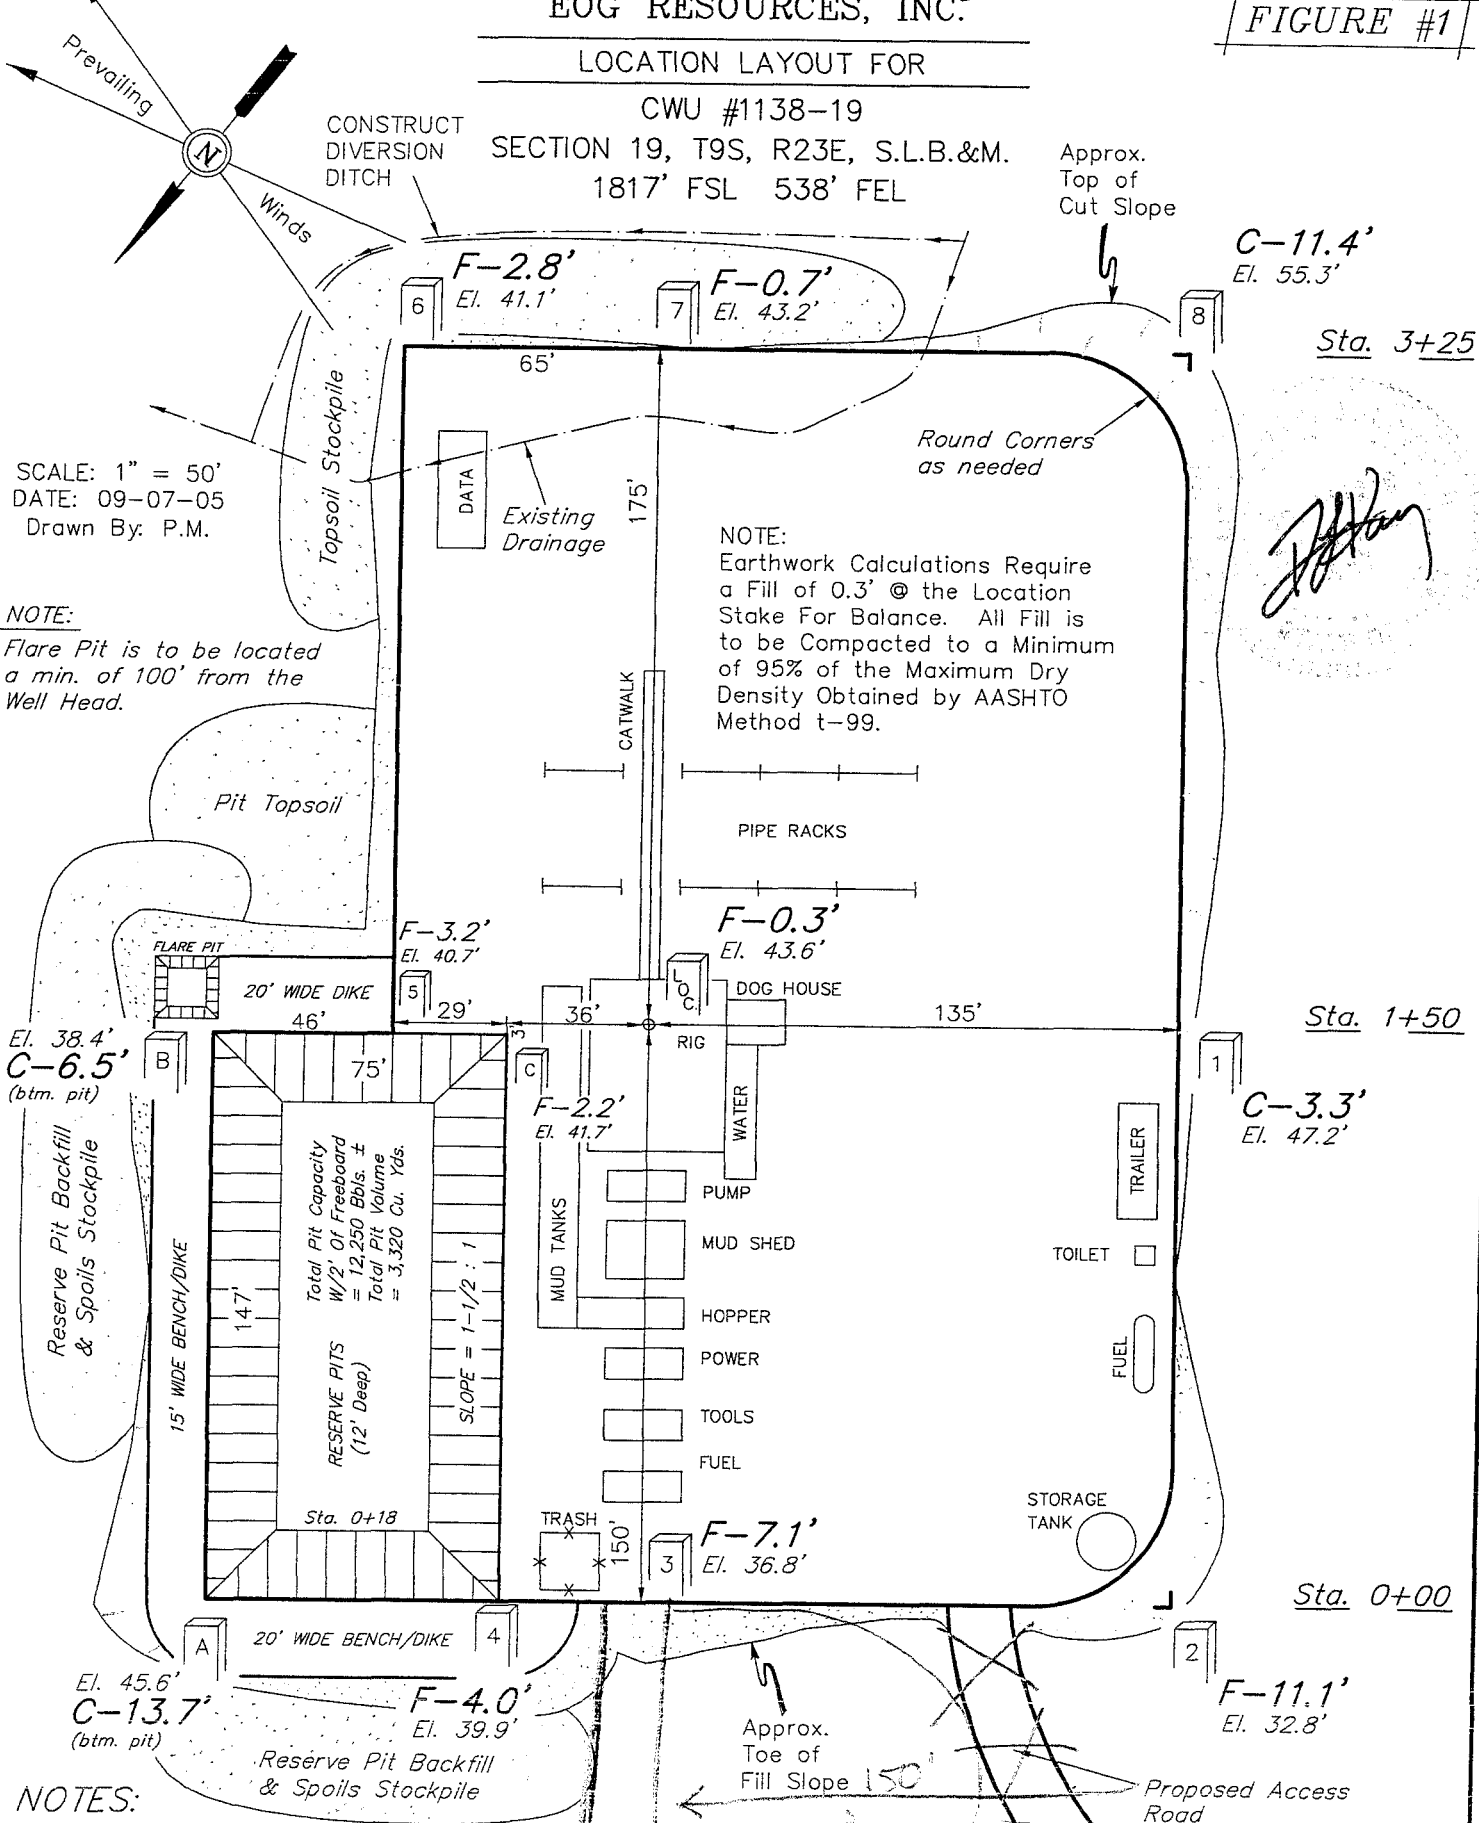 EOG RESOURCES, INC.
FIGURE #1
LOCATION LAYOUT FOR
CWU #1138-19
SECTION 19, T9S, R23E, S.L.B.&M.
1817' FSL 538' FEL
Prevailing
N
Winds
CONSTRUCT
DIVERSION
DITCH
Approx.
Top of
Cut Slope
C-11.4'
El. 55.3'
F-2.8'
El. 41.1'
6
F-0.7'
El. 43.2'
7
8
Sta. 3+25
65'
Topsoil Stockpile
SCALE: 1" = 50'
DATE: 09-07-05
Drawn By: P.M.
DATA
Existing
Drainage
175'
Round Corners
as needed
NOTE:
Earthwork Calculations Require
a Fill of 0.3' @ the Location
Stake For Balance. All Fill is
to be Compacted to a Minimum
of 95% of the Maximum Dry
Density Obtained by AASHTO
Method t-99.
NOTE:
Flare Pit is to be located
a min. of 100' from the
Well Head.
CATWALK
Pit Topsoil
PIPE RACKS
F-3.2'
El. 40.7'
5
F-0.3'
El. 43.6'
LOC.
FLARE PIT
20' WIDE DIKE
46'
29'
36'
3'
DOG HOUSE
RIG
135'
Sta. 1+50
El. 38.4'
C-6.5'
(btm. pit)
B
75'
C
1
F-2.2'
El. 41.7'
C-3.3'
El. 47.2'
WATER
TRAILER
Reserve Pit Backfill
& Spoils Stockpile
Total Pit Capacity
W/2' Of Freeboard
= 12,250 Bbls. ±
Total Pit Volume
= 3,320 Cu. Yds.
PUMP
MUD TANKS
MUD SHED
TOILET
15' WIDE BENCH/DIKE
147'
SLOPE = 1-1/2 : 1
HOPPER
POWER
FUEL
RESERVE PITS
(12' Deep)
TOOLS
FUEL
Sta. 0+18
TRASH
150'
3
F-7.1'
El. 36.8'
STORAGE
TANK
Sta. 0+00
A
20' WIDE BENCH/DIKE
4
2
El. 45.6'
C-13.7'
(btm. pit)
F-4.0'
El. 39.9'
F-11.1'
El. 32.8'
Reserve Pit Backfill
& Spoils Stockpile
Approx.
Toe of
Fill Slope
150'
Proposed Access
Road
NOTES: